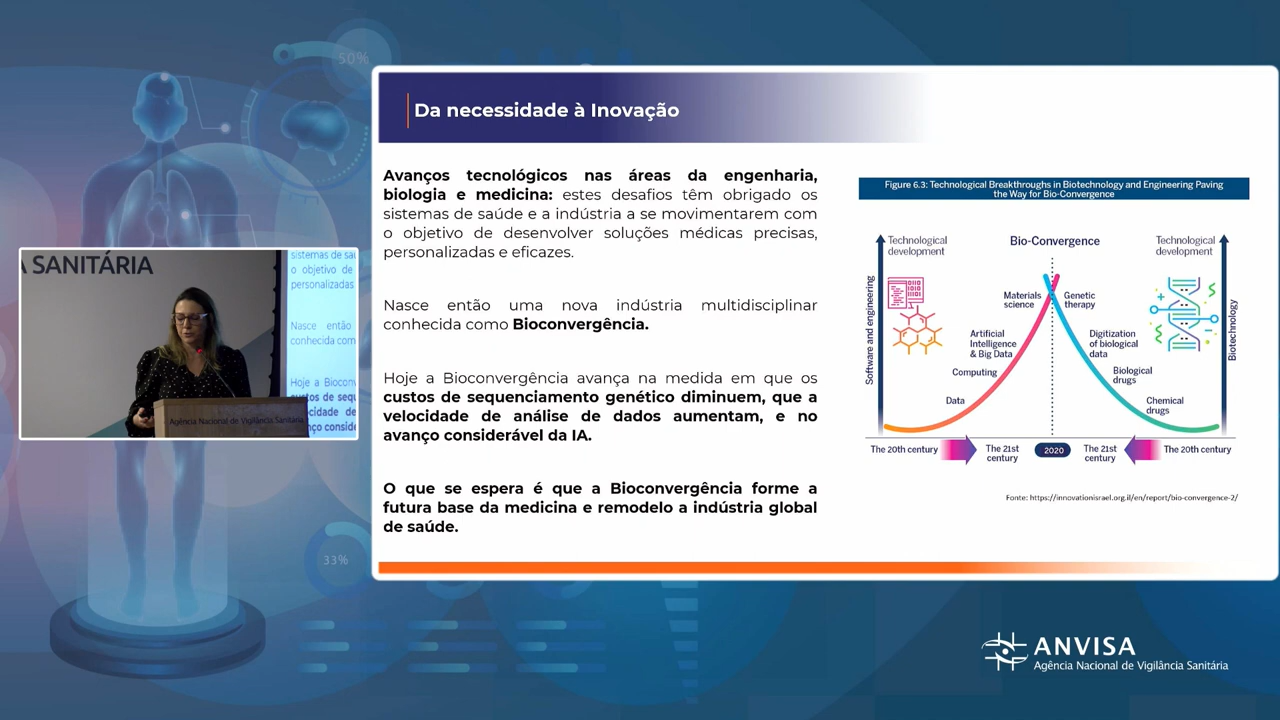 50%
33%
A SANITÁRIA
sistemas de saú
o objetivo de
personalizadas
Nasce então
conhecida com
Hoje a Bioconv
custos de sequ
ocidade de
anço conside
Agência Nacional de Vigilância Sanitária
Da necessidade à Inovação
Avanços tecnológicos nas áreas da engenharia,
biologia e medicina: estes desafios têm obrigado os
sistemas de saúde e a indústria a se movimentarem com
o objetivo de desenvolver soluções médicas precisas,
personalizadas e eficazes.
Nasce então uma nova indústria multidisciplinar
conhecida como Bioconvergência.
Hoje a Bioconvergência avança na medida em que os
custos de sequenciamento genético diminuem, que a
velocidade de análise de dados aumentam, e no
avanço considerável da IA.
O que se espera é que a Bioconvergência forme a
futura base da medicina e remodelo a indústria global
de saúde.
Figure 6.3: Technological Breakthroughs in Biotechnology and Engineering Paving
the Way for Bio-Convergence
Technological
development
Bio-Convergence
Technological
development
Software and engineering
Biotechnology
Materials
science
Genetic
therapy
Artificial
Intelligence
& Big Data
Digitization
of biological
data
Computing
Biological
drugs
Data
Chemical
drugs
The 20th century
The 21st
century
2020
The 21st
century
The 20th century
Fonte: https://innovationisrael.org.il/en/report/bio-convergence-2/
ANVISA
Agência Nacional de Vigilância Sanitária